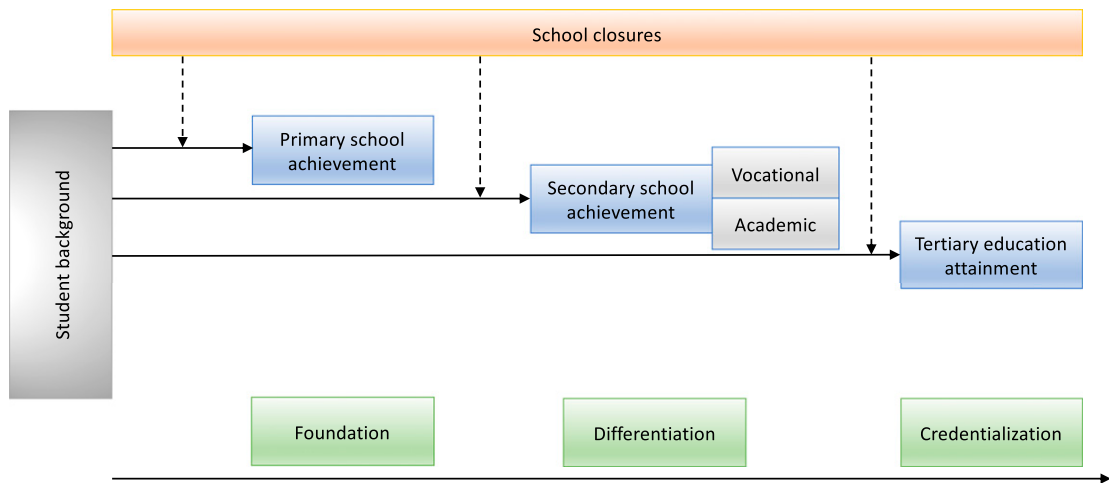 School closures
Student background
Primary school
achievement
Secondary school
achievement
Vocational
Academic
Tertiary education
attainment
Foundation
Differentiation
Credentialization